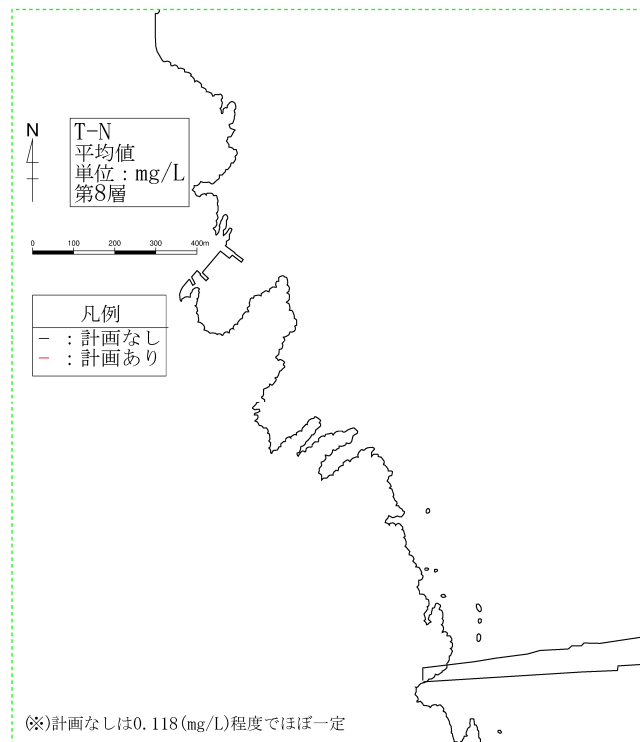 N
T-N
平均値
単位：mg/L
第8層
0 100 200 300 400m
凡例
－ ：計画なし
－ ：計画あり
(※)計画なしは0.118(mg/L)程度でほぼ一定